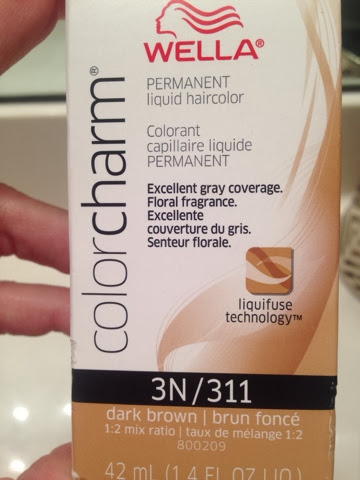 WELLA®
PERMANENT
liquid haircolor
Colorant
capillaire liquide
PERMANENT
Excellent gray coverage.
Floral fragrance.
Excellente
couverture du gris.
Senteur florale.
colorcharm®
liquifuse
technology™
3N/311
dark brown | brun foncé
1:2 mix ratio | taux de mélange 1:2
800209
42 mL (1.4 FL OZ LIQ.)